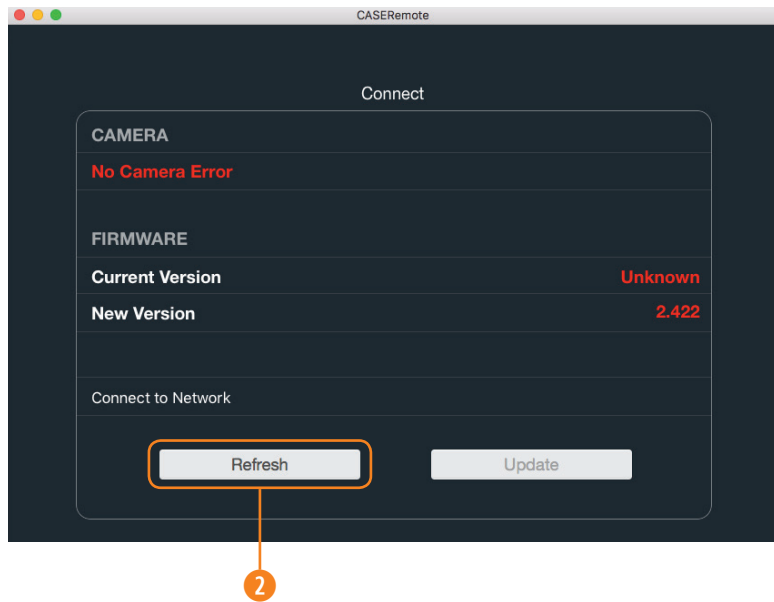 CASERemote
Connect
CAMERA
No Camera Error
FIRMWARE
Current Version Unknown
New Version 2.422
Connect to Network
Refresh Update
2